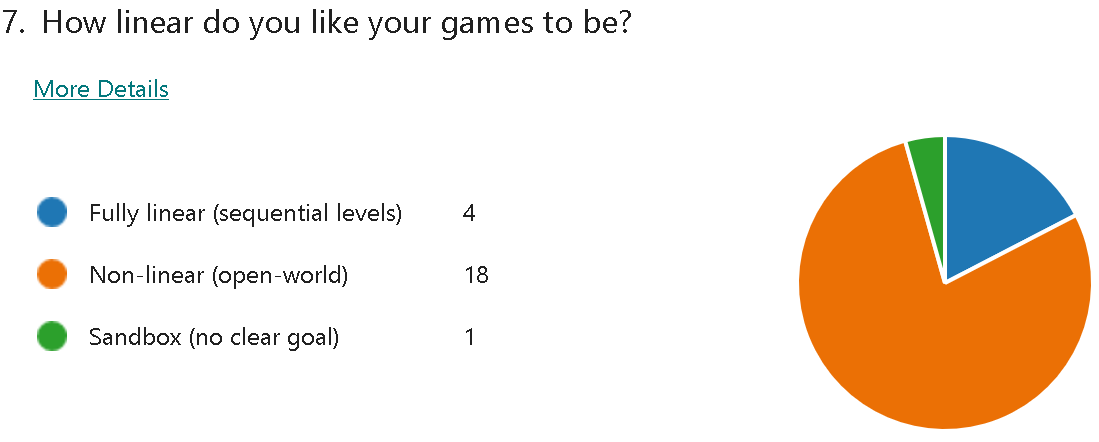 7. How linear do you like your games to be?
More Details
Fully linear (sequential levels) 4
Non-linear (open-world) 18
Sandbox (no clear goal) 1